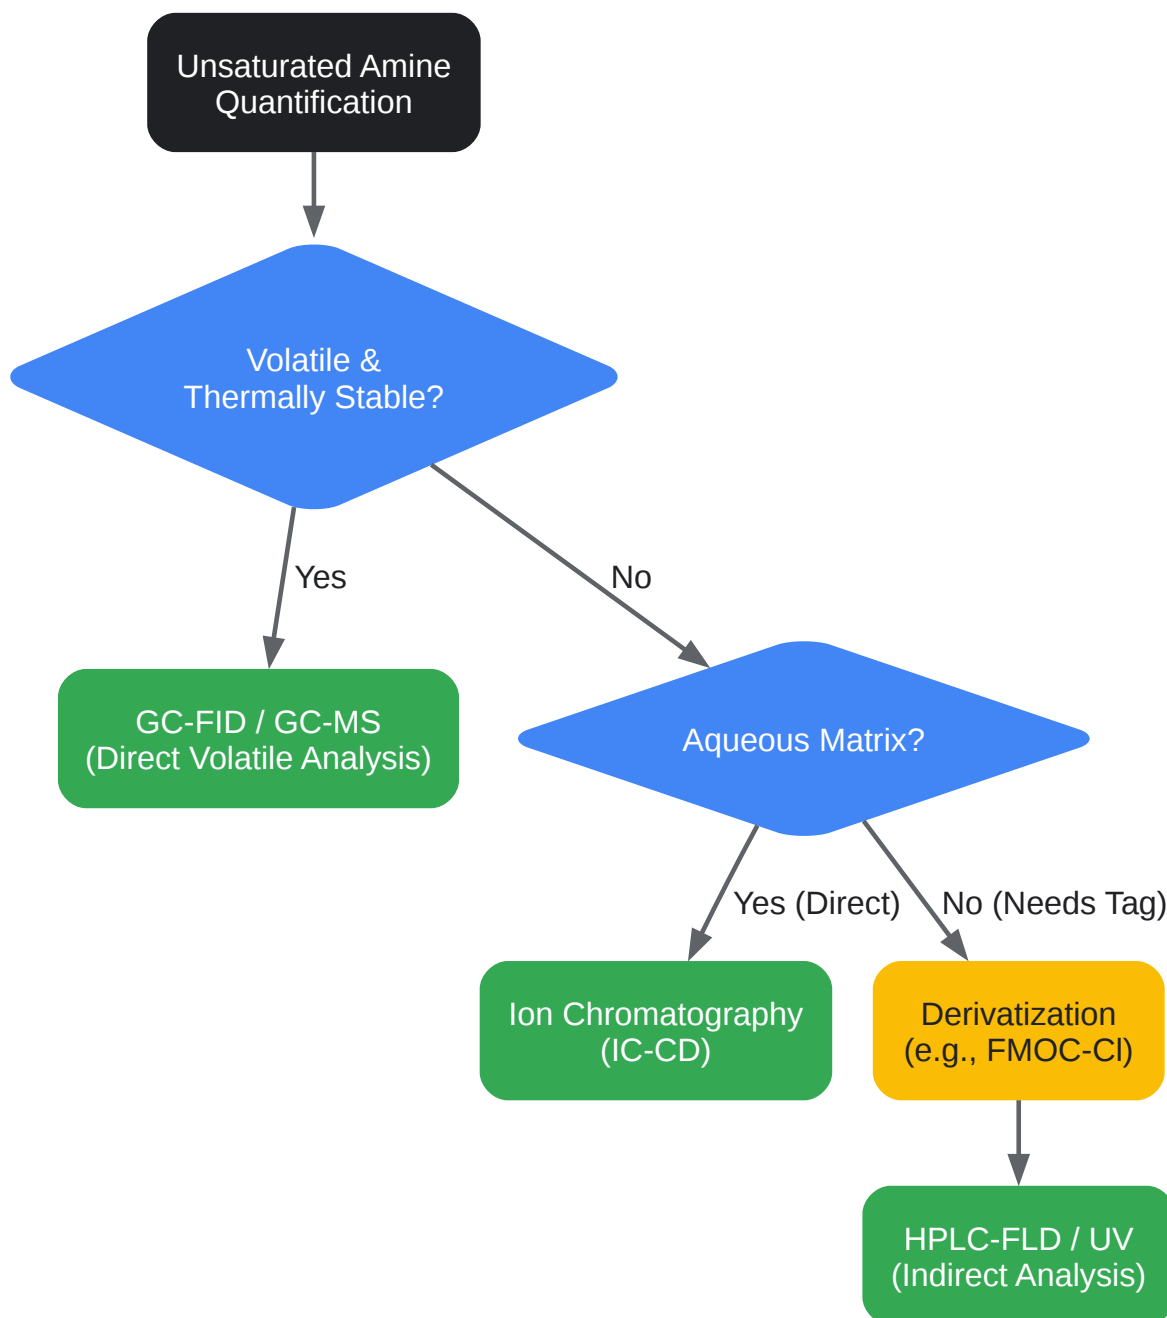 Unsaturated Amine
Quantification
Volatile &
Thermally Stable?
Yes
No
GC-FID / GC-MS
(Direct Volatile Analysis)
Aqueous Matrix?
Yes (Direct)
No (Needs Tag)
Ion Chromatography
(IC-CD)
Derivatization
(e.g., FMOC-Cl)
HPLC-FLD / UV
(Indirect Analysis)